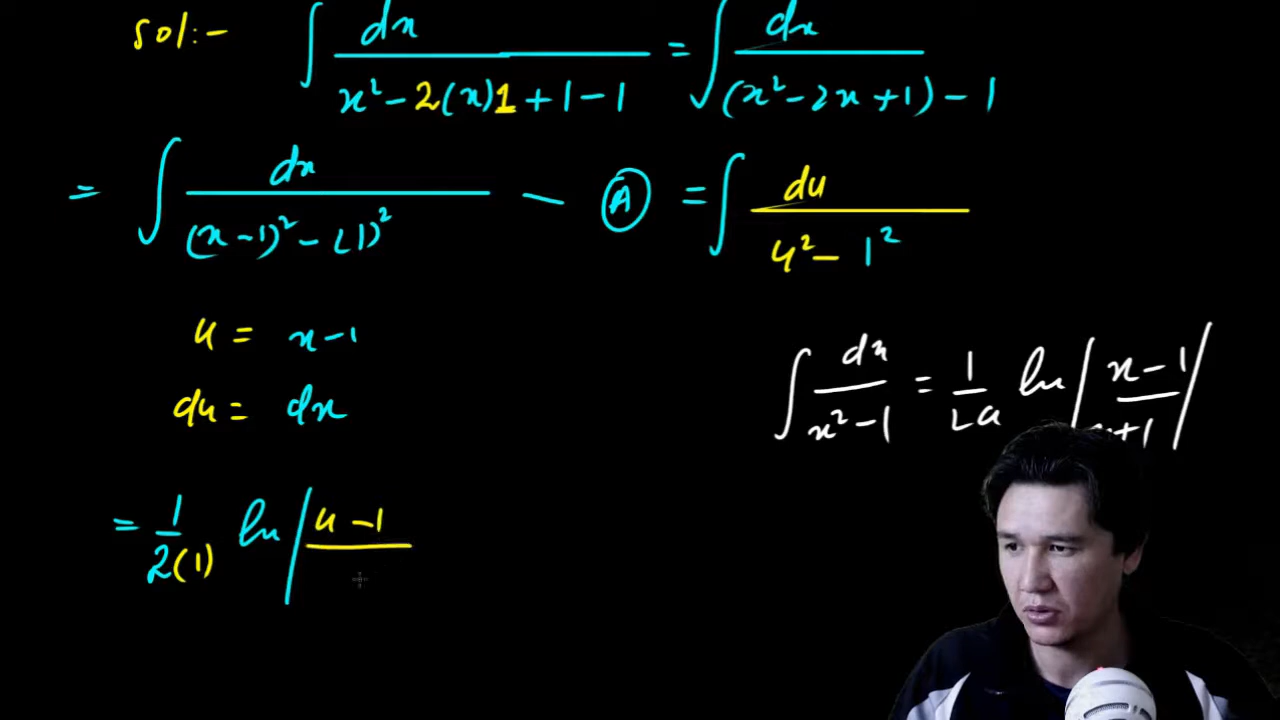 sol:- ∫ dx / (x² - 2(x)1 + 1 - 1) = ∫ dx / ((x² - 2x + 1) - 1)
= ∫ dx / ((x-1)² - (1)²) — Ⓐ = ∫ du / (u² - 1²)
u = x-1
du = dx
∫ dx / (x² - 1) = 1/2a ln | x-1 / x+1 |
= 1/2(1) ln | u-1